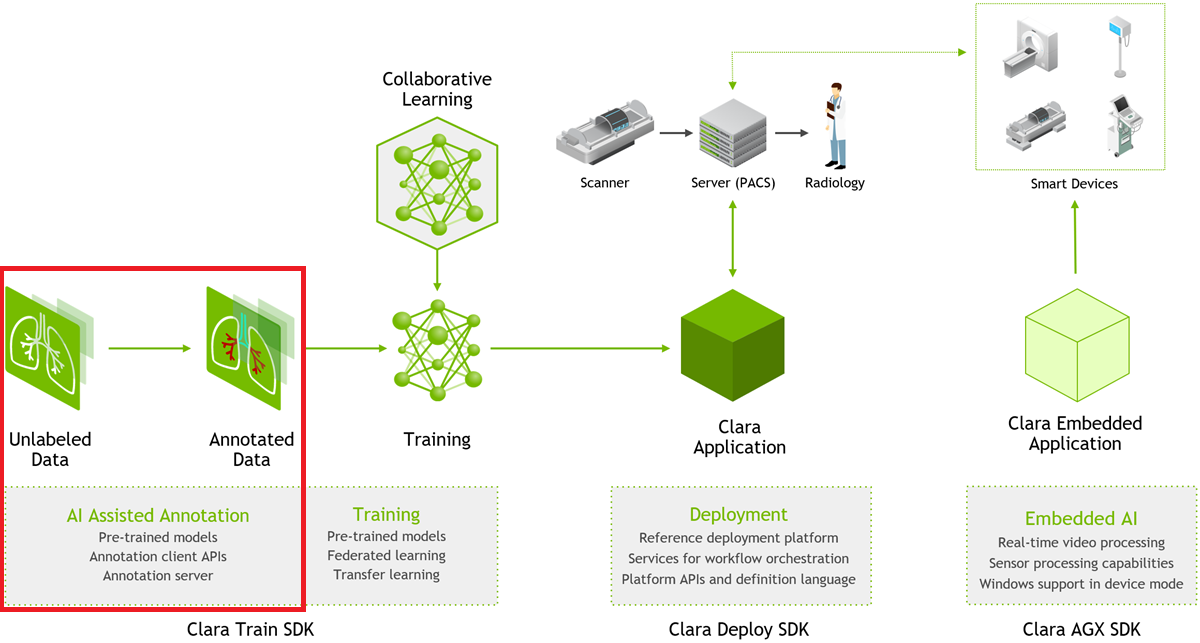 Collaborative
Learning
Scanner
Server (PACS)
Radiology
Smart Devices
Unlabeled
Data
Annotated
Data
Training
Clara
Application
Clara Embedded
Application
AI Assisted Annotation
Pre-trained models
Annotation client APIs
Annotation server
Training
Pre-trained models
Federated learning
Transfer learning
Deployment
Reference deployment platform
Services for workflow orchestration
Platform APIs and definition language
Embedded AI
Real-time video processing
Sensor processing capabilities
Windows support in device mode
Clara Train SDK
Clara Deploy SDK
Clara AGX SDK